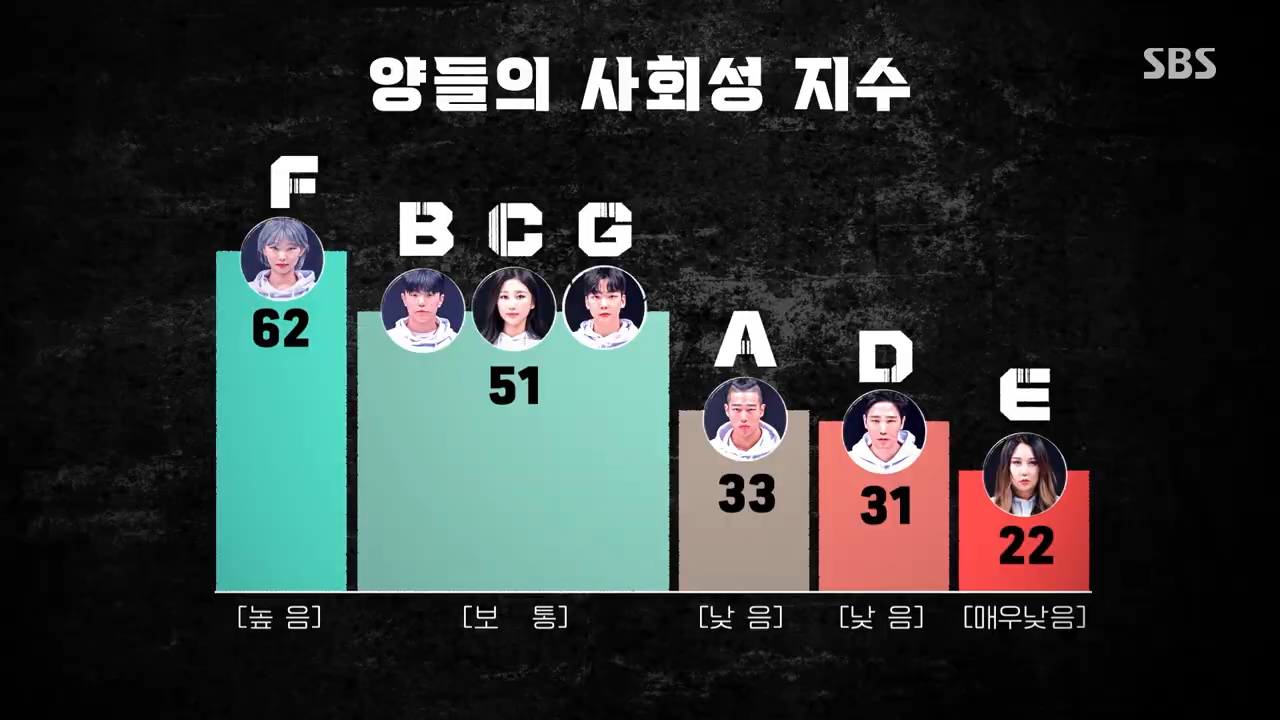 양들의 사회성 지수
SBS
F
B C G
A
D
E
62
51
33
31
22
[높 음]
[보 통]
[낮 음]
[낮 음]
[매우낮음]